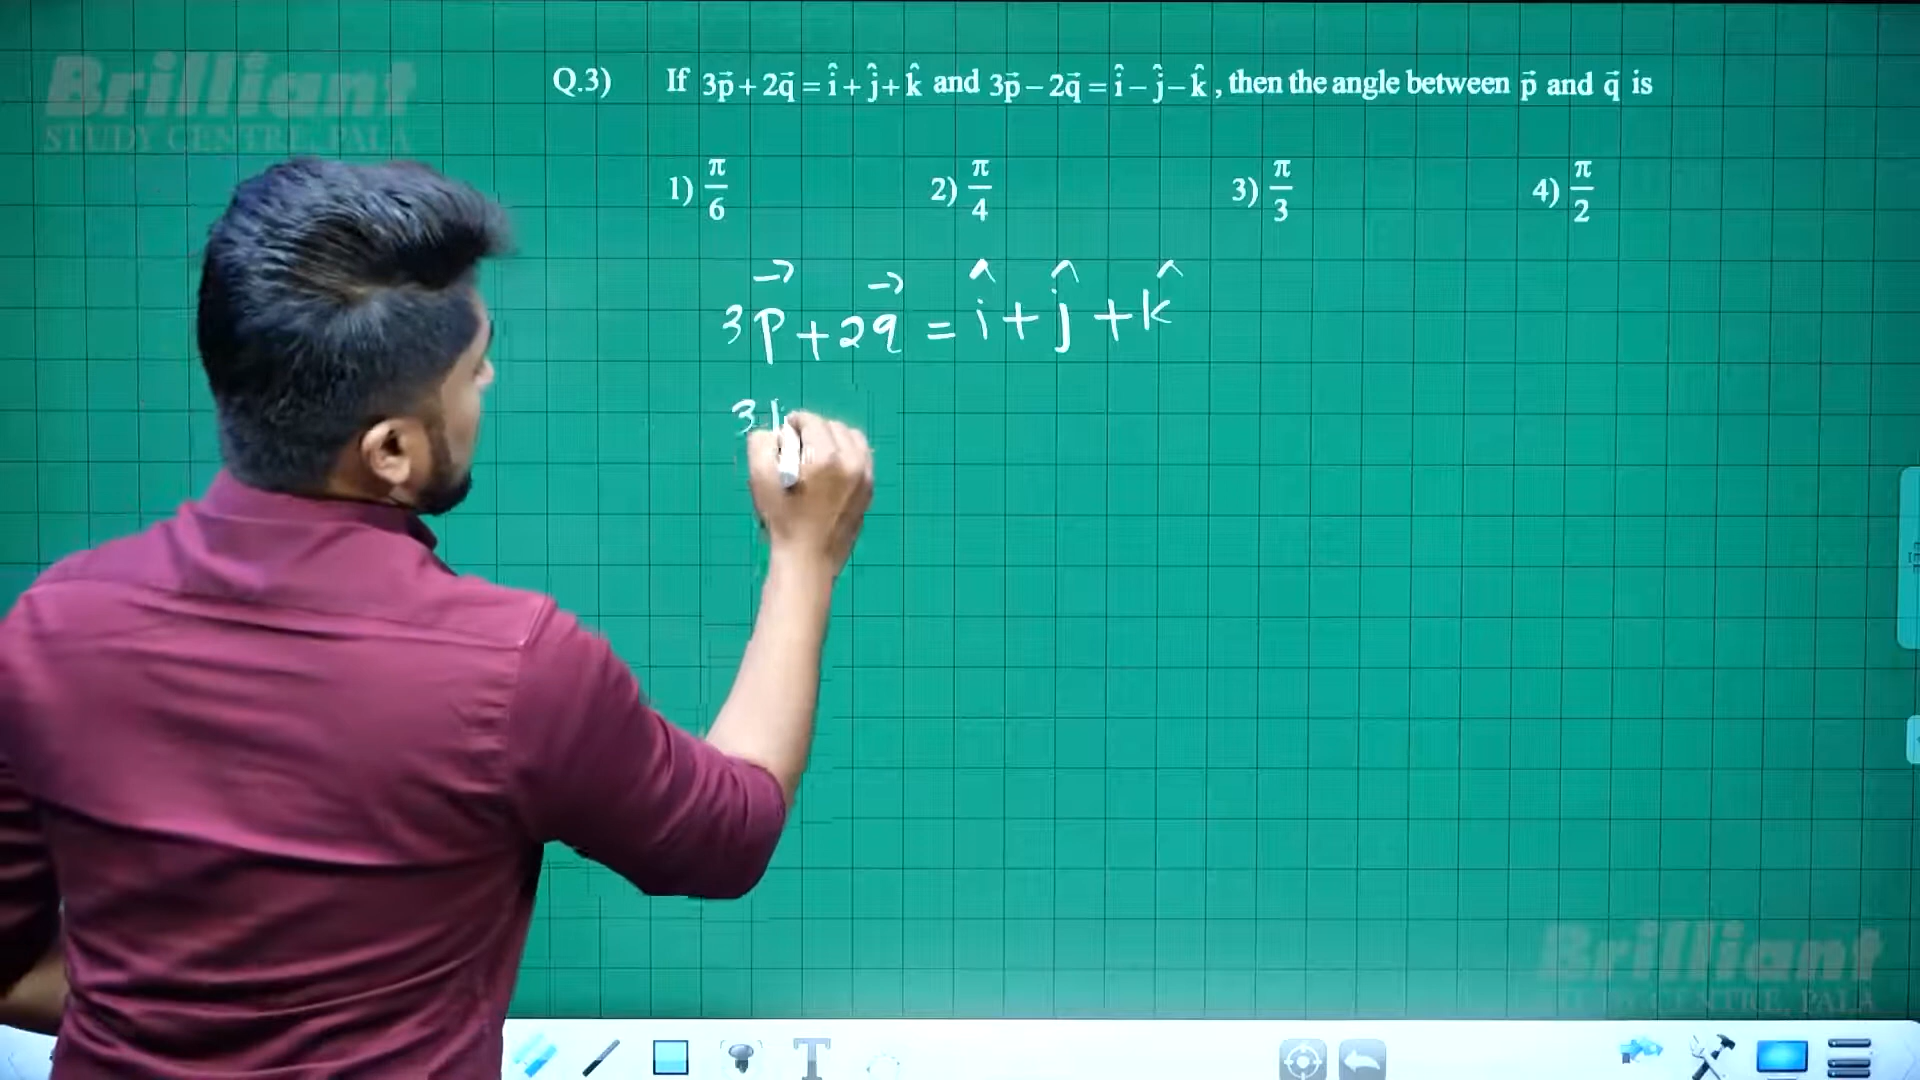 Brilliant
STUDY CENTRE, PALA
Q.3) If 3p⃗ + 2q⃗ = î + ĵ + k̂ and 3p⃗ − 2q⃗ = î − ĵ − k̂, then the angle between p⃗ and q⃗ is
1) π/6 2) π/4 3) π/3 4) π/2
3p⃗ + 2q⃗ = î + ĵ + k̂
3
Brilliant
STUDY CENTRE, PALA
T